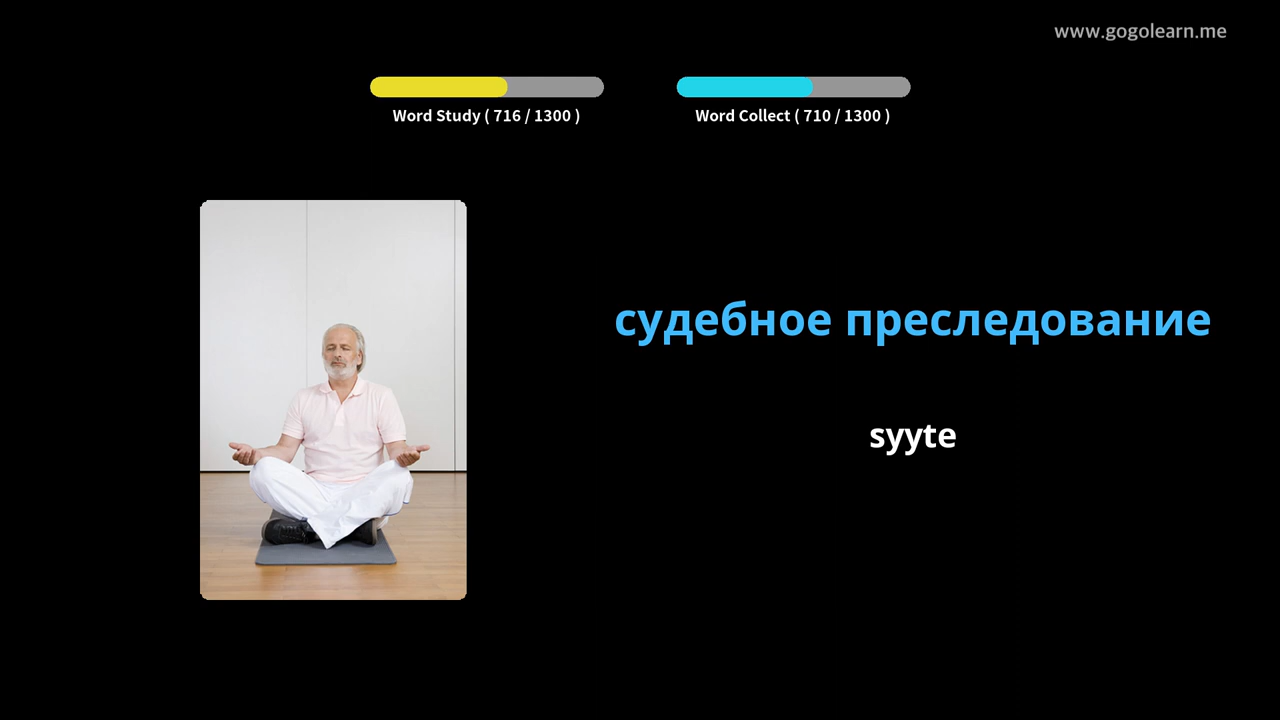 www.gogolearn.me
Word Study ( 716 / 1300 )
Word Collect ( 710 / 1300 )
судебное преследование
syyte